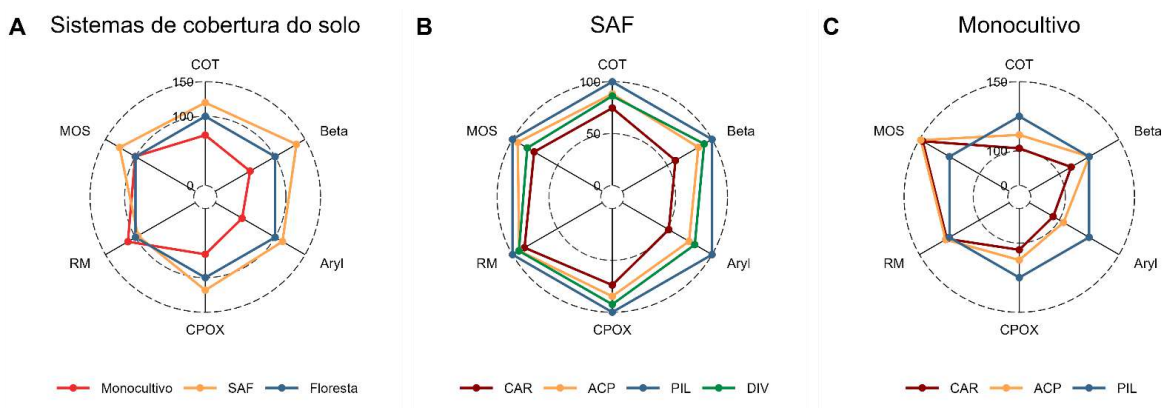 A Sistemas de cobertura do solo
COT
150
100
0
MOS
Beta
RM
Aryl
CPOX
Monocultivo SAF Floresta
B SAF
COT
100
50
0
MOS
Beta
RM
Aryl
CPOX
CAR ACP PIL DIV
C Monocultivo
COT
150
100
MOS
Beta
RM
Aryl
CPOX
CAR ACP PIL